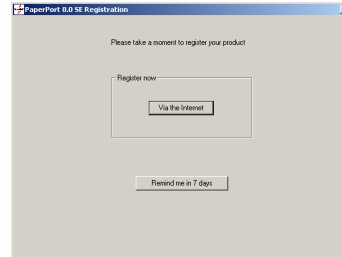 PaperPort 8.0 SE Registration
Please take a moment to register your product
Register now
Via the Internet
Remind me in 7 days